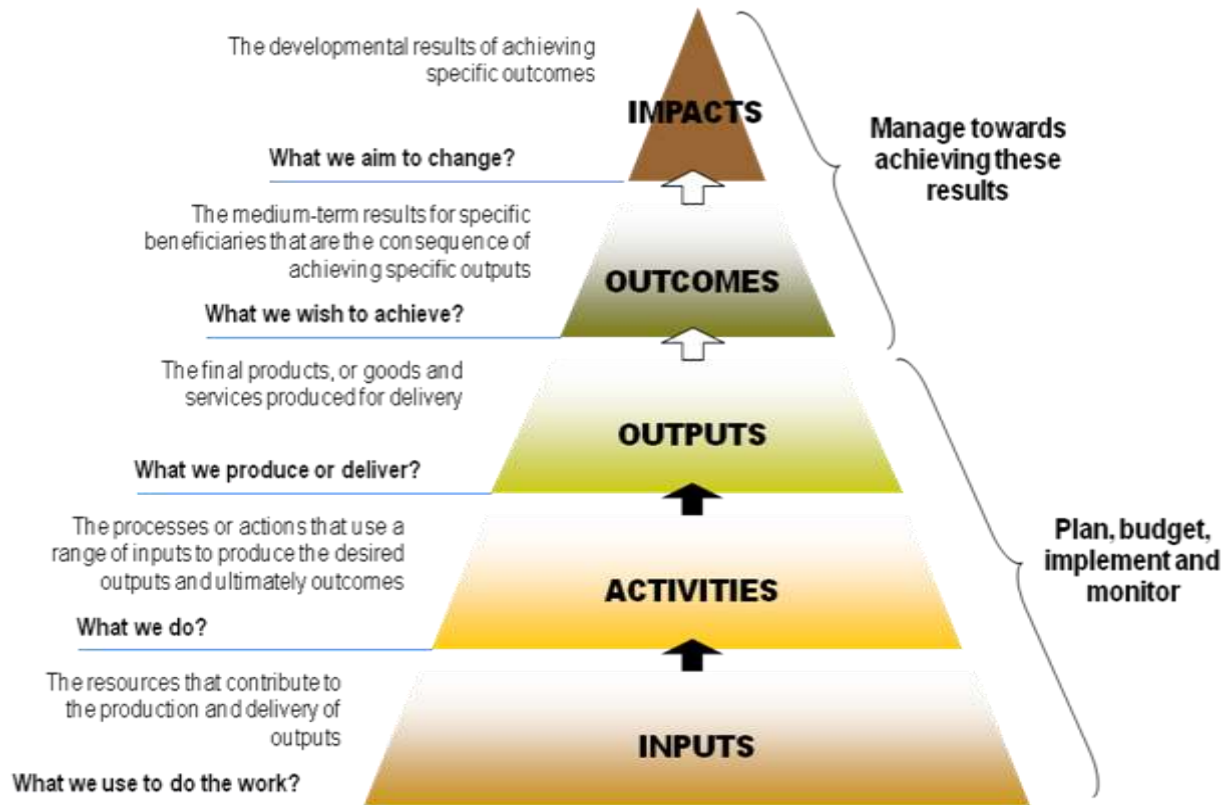 The developmental results of achieving
specific outcomes
IMPACTS
What we aim to change?
Manage towards
achieving these
results
The medium-term results for specific
beneficiaries that are the consequence of
achieving specific outputs
OUTCOMES
What we wish to achieve?
The final products, or goods and
services produced for delivery
OUTPUTS
What we produce or deliver?
The processes or actions that use a
range of inputs to produce the desired
outputs and ultimately outcomes
ACTIVITIES
What we do?
Plan, budget,
implement and
monitor
The resources that contribute to
the production and delivery of
outputs
INPUTS
What we use to do the work?